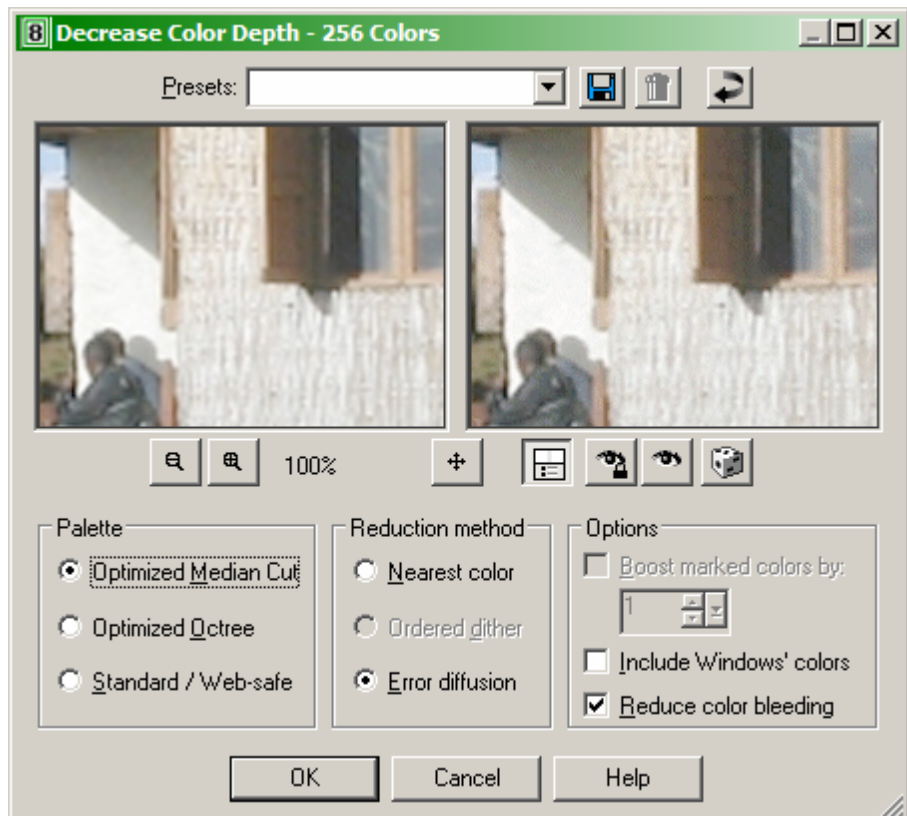 8 Decrease Color Depth - 256 Colors
Presets:
100%
Palette
Optimized Median Cut
Optimized Octree
Standard / Web-safe
Reduction method
Nearest color
Ordered dither
Error diffusion
Options
Boost marked colors by:
1
Include Windows' colors
Reduce color bleeding
OK
Cancel
Help